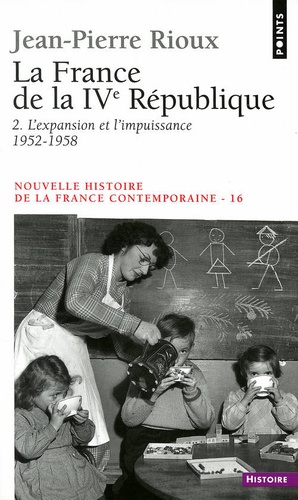 Jean-Pierre Rioux
POINTS
La France
de la IVe République
2. L'expansion et l'impuissance
1952-1958
NOUVELLE HISTOIRE
DE LA FRANCE CONTEMPORAINE - 16
HISTOIRE